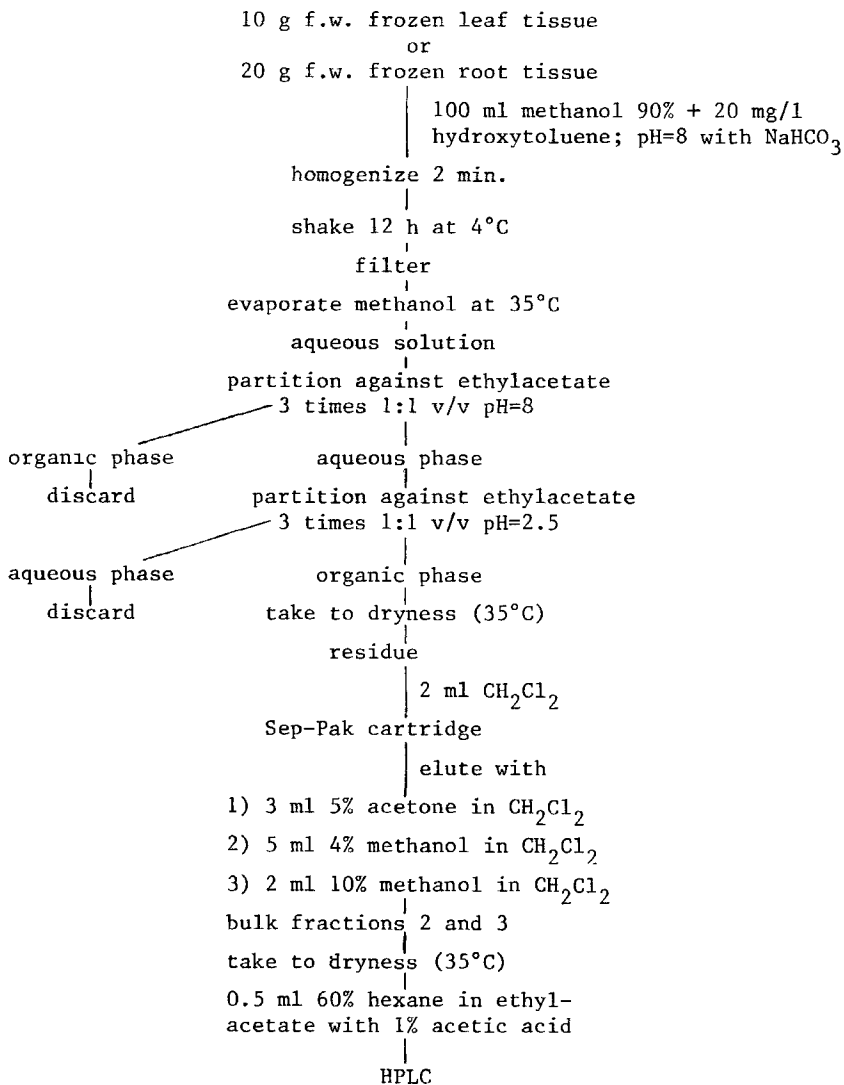 10 g f.w. frozen leaf tissue
or
20 g f.w. frozen root tissue
100 ml methanol 90% + 20 mg/l
hydroxytoluene; pH=8 with NaHCO3
homogenize 2 min.
shake 12 h at 4°C
filter
evaporate methanol at 35°C
aqueous solution
partition against ethylacetate
3 times 1:1 v/v pH=8
organic phase aqueous phase
discard partition against ethylacetate
3 times 1:1 v/v pH=2.5
aqueous phase organic phase
discard take to dryness (35°C)
residue
2 ml CH2Cl2
Sep-Pak cartridge
elute with
1) 3 ml 5% acetone in CH2Cl2
2) 5 ml 4% methanol in CH2Cl2
3) 2 ml 10% methanol in CH2Cl2
bulk fractions 2 and 3
take to dryness (35°C)
0.5 ml 60% hexane in ethyl-
acetate with 1% acetic acid
HPLC